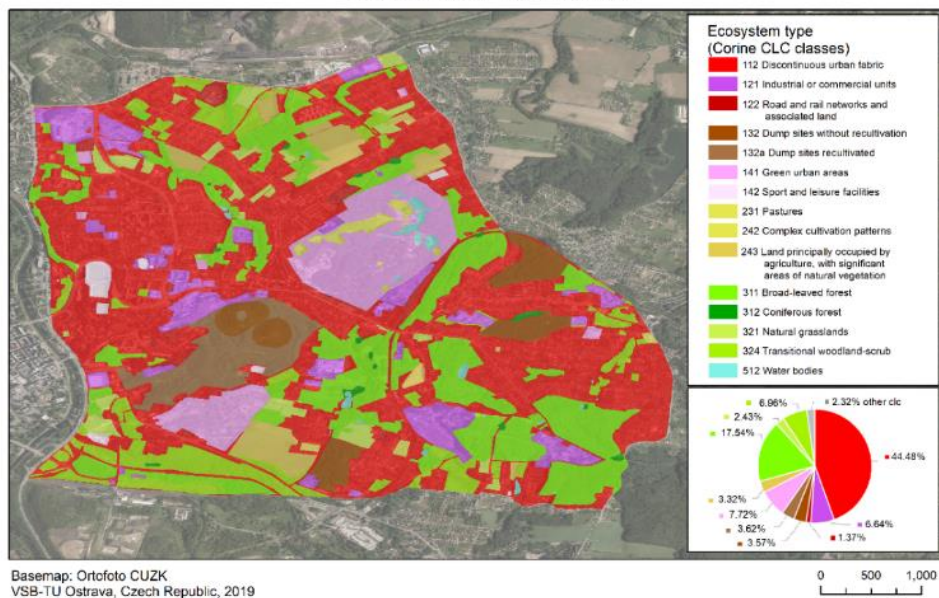 Ecosystem type
(Corine CLC classes)
112 Discontinuous urban fabric
121 Industrial or commercial units
122 Road and rail networks and
associated land
132 Dump sites without recultivation
132a Dump sites recultivated
141 Green urban areas
142 Sport and leisure facilities
231 Pastures
242 Complex cultivation patterns
243 Land principally occupied by
agriculture, with significant
areas of natural vegetation
311 Broad-leaved forest
312 Coniferous forest
321 Natural grasslands
324 Transitional woodland-scrub
512 Water bodies
6.96%
2.32% other clc
2.43%
17.54%
44.48%
3.32%
7.72%
3.62%
6.64%
3.57%
1.37%
Basemap: Ortofoto CUZK
VSB-TU Ostrava, Czech Republic, 2019
0 500 1,000